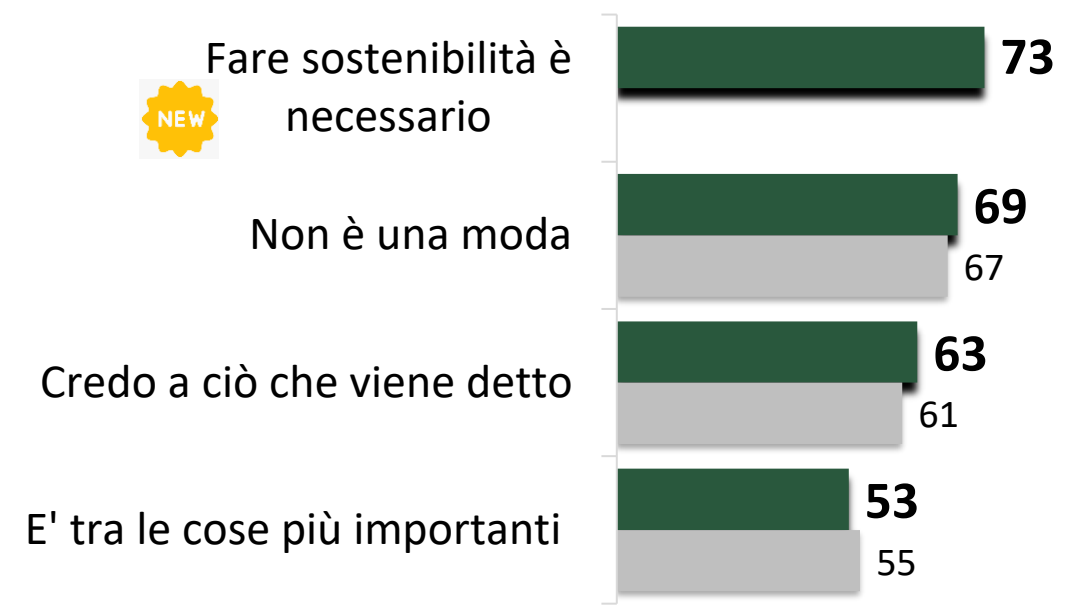 Fare sostenibilità è
73
NEW
necessario
69
Non è una moda
67
63
Credo a ciò che viene detto
61
53
E' tra le cose più importanti
55